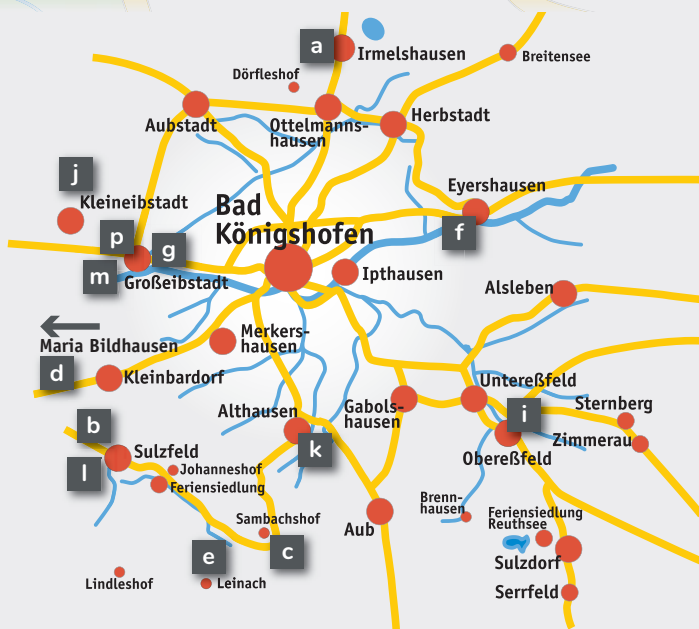 a
Irmelshausen
Breitensee
Dörfleshof
Aubstadt
Ottelmanns-
hausen
Herbstadt
j
Kleineibstadt
Eyershausen
Bad
Königshofen
p
g
f
m
Großeibstadt
Ipthausen
Alsleben
Maria Bildhausen
Merkers-
hausen
d
Kleinbardorf
Untereßfeld
Althausen
Gabols-
hausen
i
Sternberg
b
Zimmerau
k
Sulzfeld
Obereßfeld
l
Johanneshof
Feriensiedlung
Brenn-
hausen
Feriensiedlung
Reuthsee
Sambachshof
Aub
e
c
Sulzdorf
Lindleshof
Leinach
Serrfeld